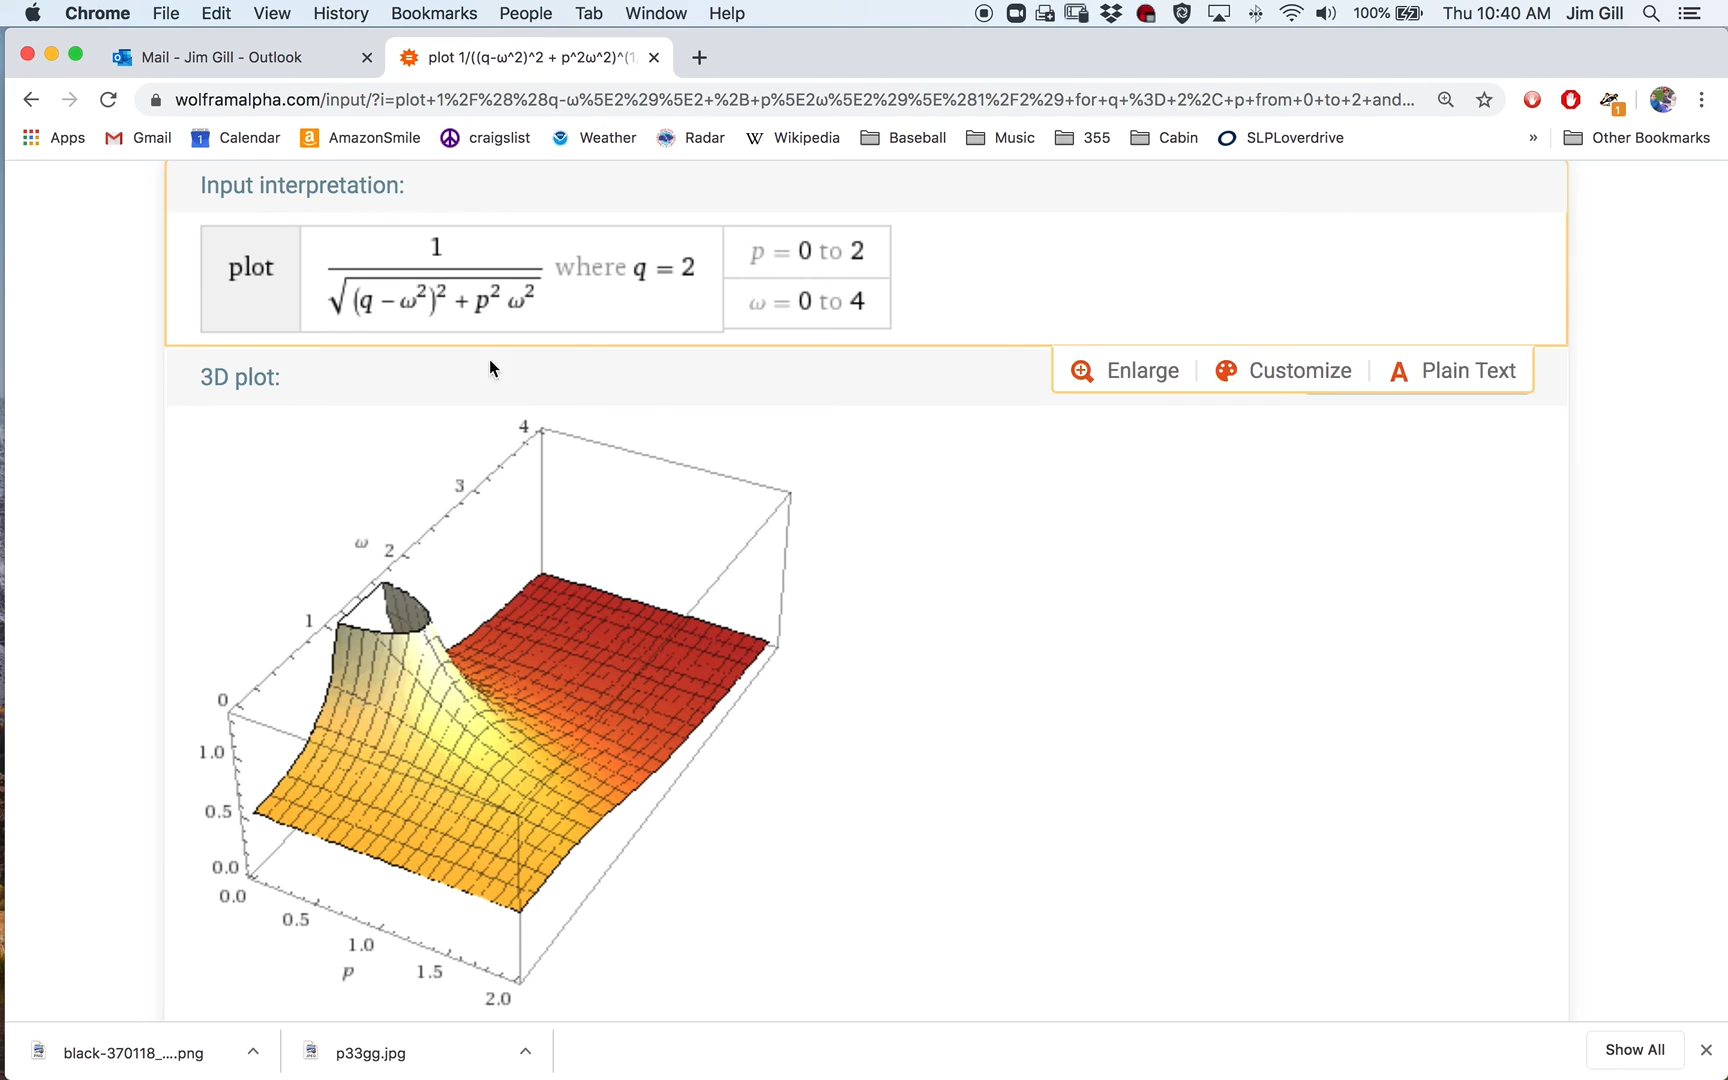 Chrome File Edit View History Bookmarks People Tab Window Help 100% Thu 10:40 AM Jim Gill
Mail - Jim Gill - Outlook
plot 1/((q-ω^2)^2 + p^2ω^2)^(1
wolframalpha.com/input/?i=plot+1%2F%28%28q-ω%5E2%29%5E2+%2B+p%5E2ω%5E2%29%5E%281%2F2%29+for+q+%3D+2%2C+p+from+0+to+2+and...
Apps Gmail 1 Calendar a AmazonSmile craigslist Weather Radar W Wikipedia Baseball Music 355 Cabin SLPLoverdrive » Other Bookmarks
Input interpretation:
plot 1/√((q − ω²)² + p² ω²) where q = 2
p = 0 to 2
ω = 0 to 4
3D plot:
Enlarge Customize A Plain Text
4
3
ω 2
1
0
1.0
0.5
0.0
0.0
0.5
1.0
p 1.5
2.0
black-370118_....png
p33gg.jpg
Show All